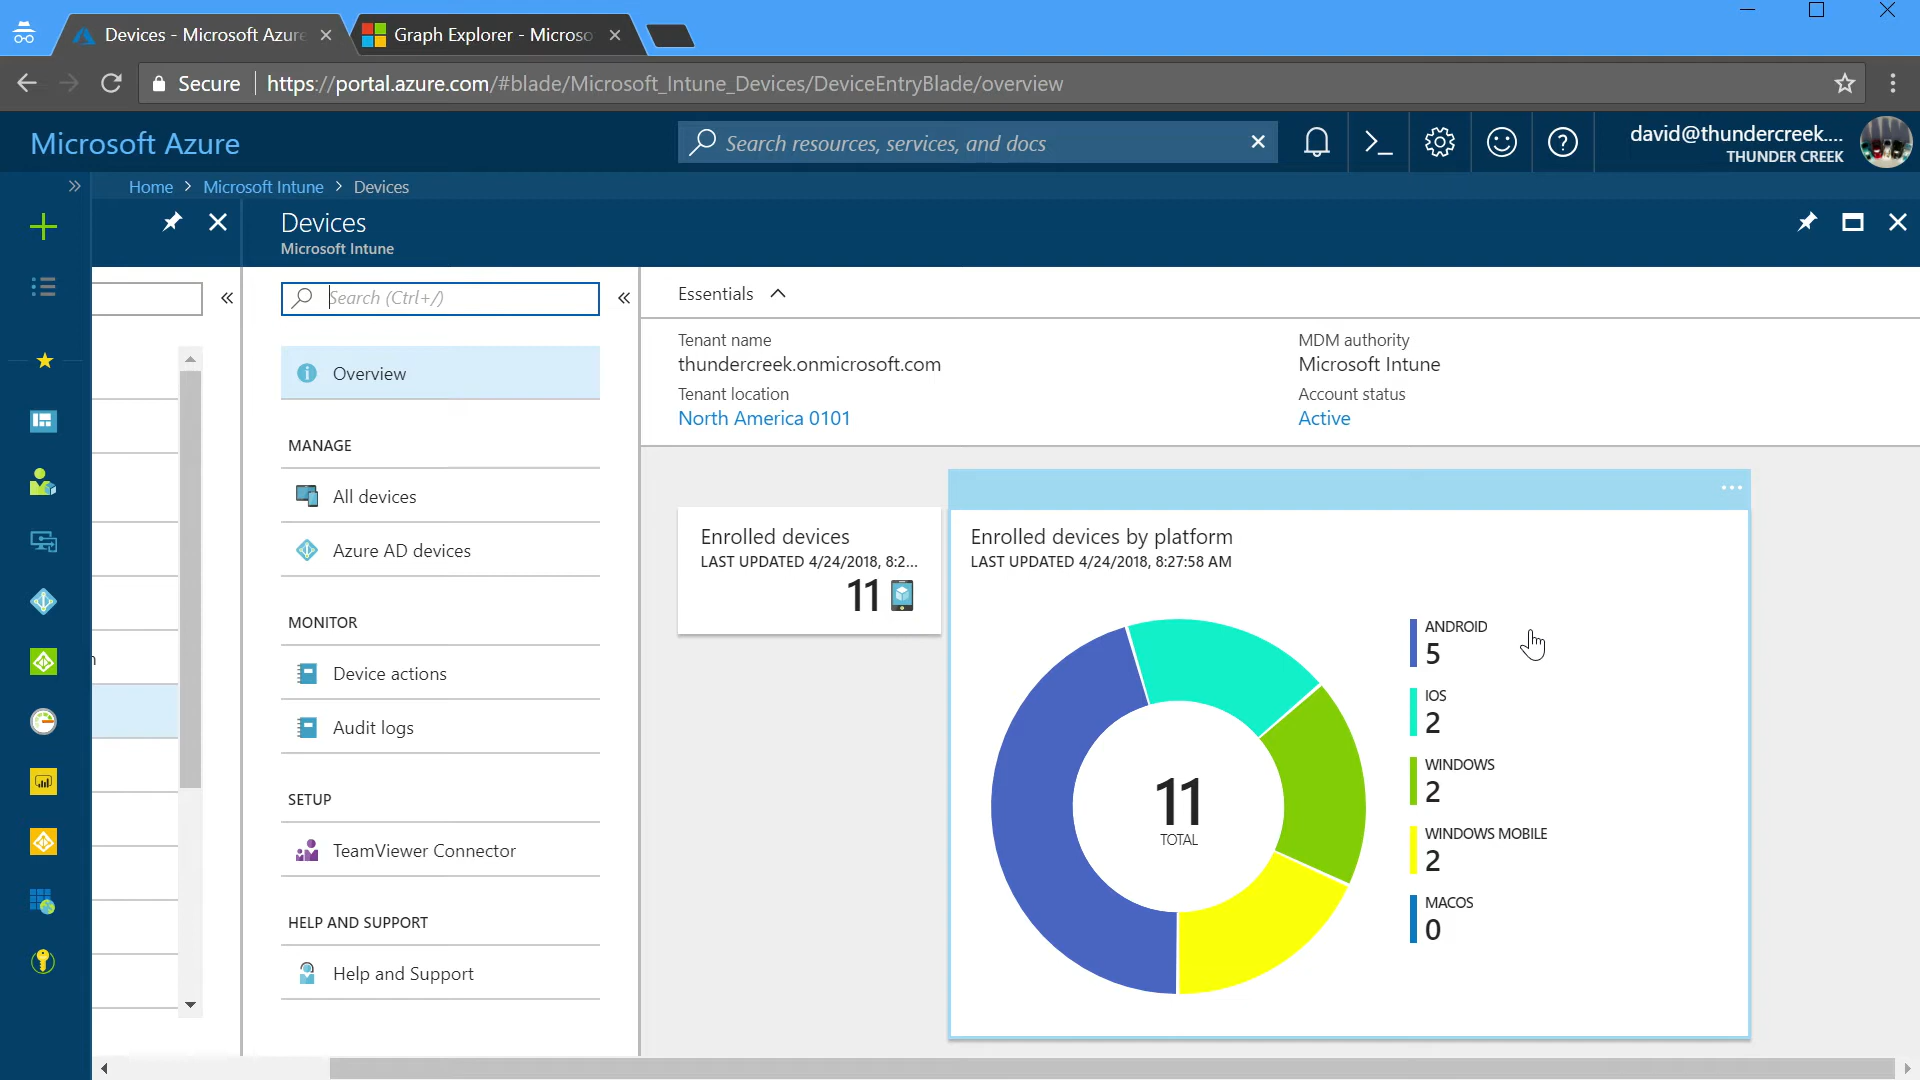 Devices - Microsoft Azure
Graph Explorer - Microso
Secure
https://portal.azure.com/#blade/Microsoft_Intune_Devices/DeviceEntryBlade/overview
Microsoft Azure
Search resources, services, and docs
david@thundercreek....
THUNDER CREEK
Home > Microsoft Intune > Devices
Devices
Microsoft Intune
Search (Ctrl+/)
Overview
MANAGE
All devices
Azure AD devices
MONITOR
Device actions
Audit logs
SETUP
TeamViewer Connector
HELP AND SUPPORT
Help and Support
Essentials
Tenant name
thundercreek.onmicrosoft.com
Tenant location
North America 0101
MDM authority
Microsoft Intune
Account status
Active
Enrolled devices
LAST UPDATED 4/24/2018, 8:2...
11
Enrolled devices by platform
LAST UPDATED 4/24/2018, 8:27:58 AM
11
TOTAL
ANDROID
5
IOS
2
WINDOWS
2
WINDOWS MOBILE
2
MACOS
0